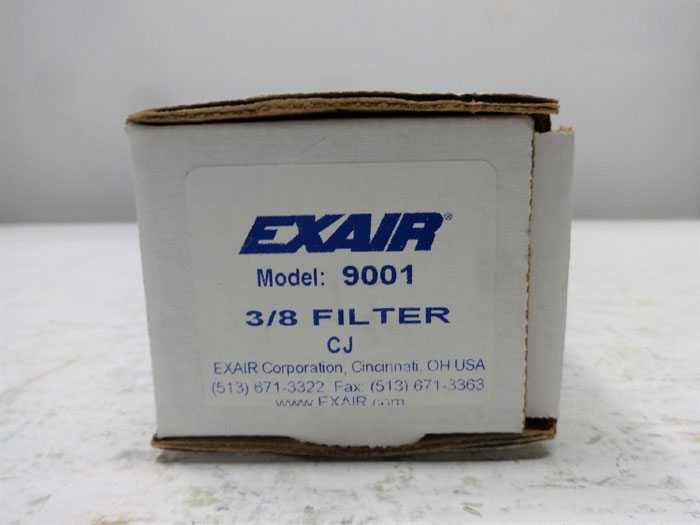 EXAIR®
Model: 9001
3/8 FILTER
CJ
EXAIR Corporation, Cincinnati, OH USA
(513) 671-3322 Fax: (513) 671-3363
www.EXAIR.com